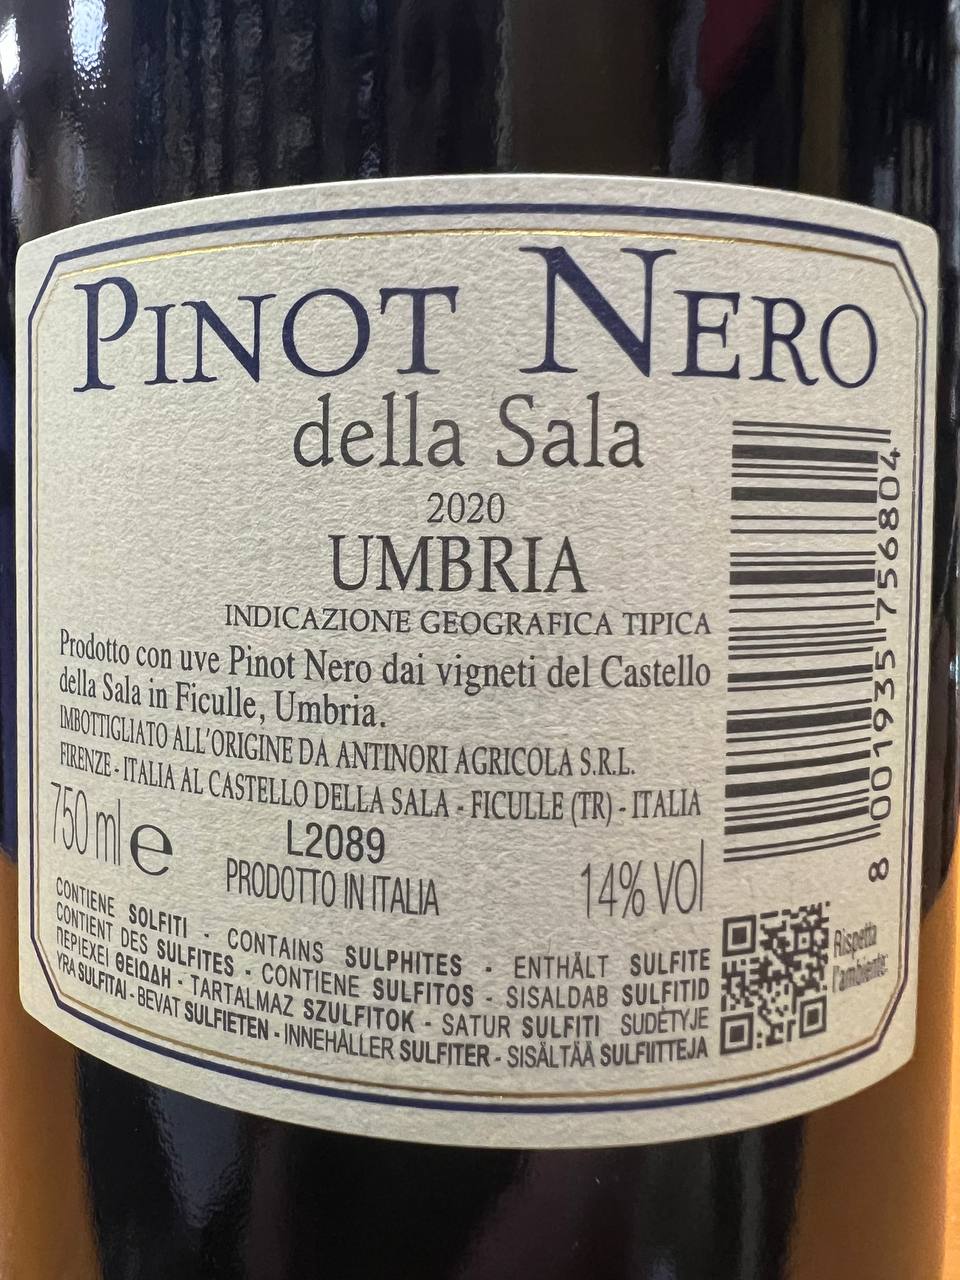 PINOT NERO
della Sala
2020
UMBRIA
INDICAZIONE GEOGRAFICA TIPICA
Prodotto con uve Pinot Nero dai vigneti del Castello
della Sala in Ficulle, Umbria.
IMBOTTIGLIATO ALL'ORIGINE DA ANTINORI AGRICOLA S.R.L.
FIRENZE - ITALIA AL CASTELLO DELLA SALA - FICULLE (TR) - ITALIA
750 ml e
L2089
PRODOTTO IN ITALIA
14% VOl
CONTIENE SOLFITI - CONTAINS SULPHITES - ENTHÄLT SULFITE
CONTIENT DES SULFITES - CONTIENE SULFITOS - SISALDAB SULFITID
ΠΕΡΙΕΧΕΙ ΘΕΙΩΔΗ - TARTALMAZ SZULFITOK - SATUR SULFITI SUDĖTYJE
YRA SULFITAI - BEVAT SULFIETEN - INNEHÅLLER SULFITER - SISÄLTÄÄ SULFIITTEJA
8 001935 756804
Rispetta
l'ambiente.